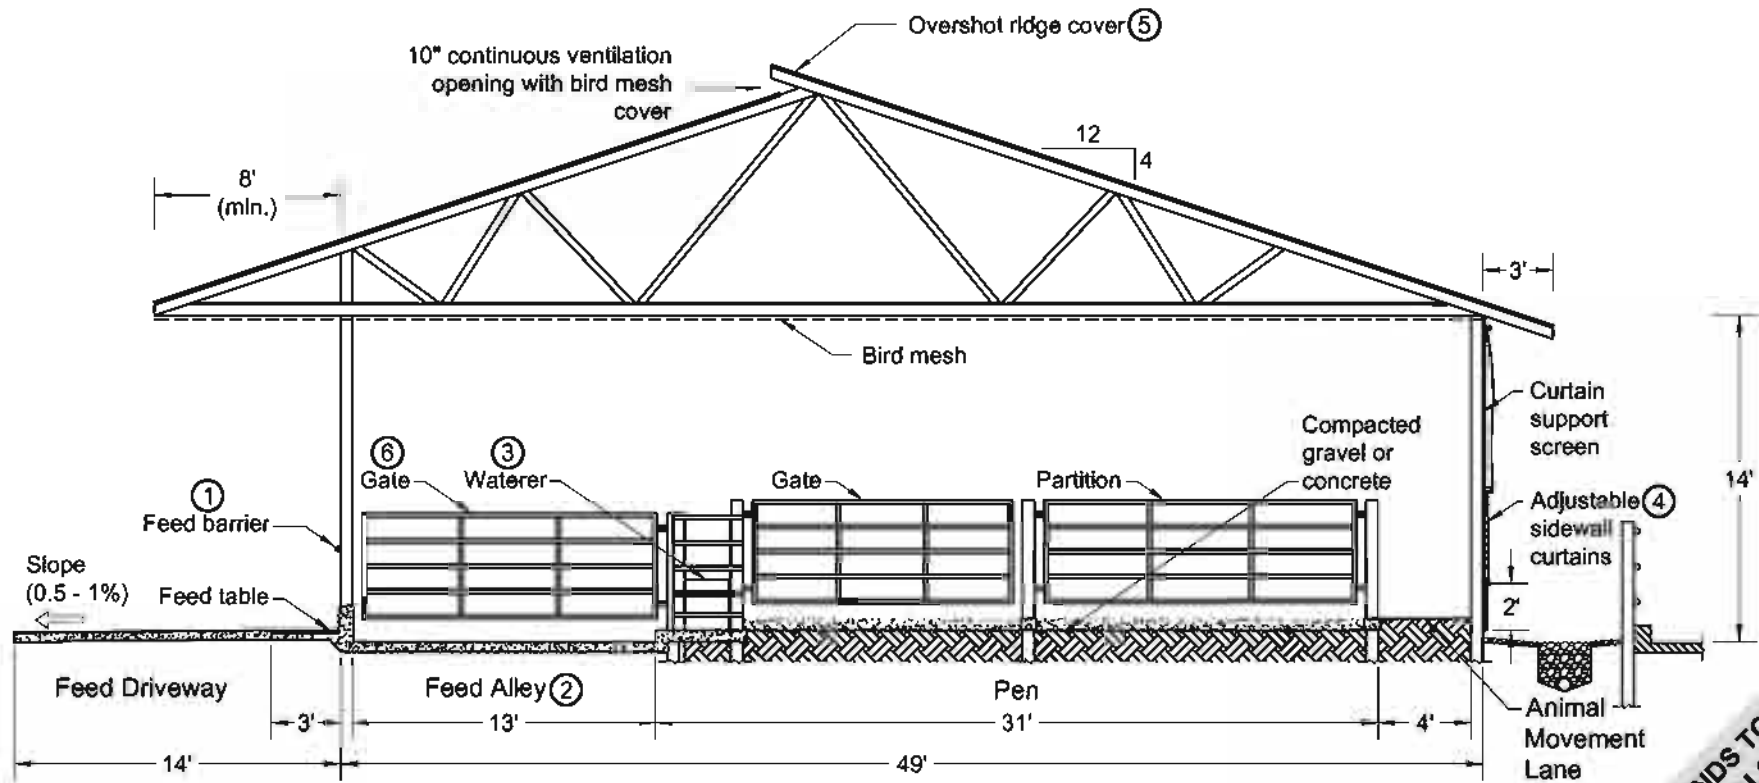 Overshot ridge cover 5
10" continuous ventilation
opening with bird mesh
cover
12
4
8'
(min.)
3'
Bird mesh
Curtain
support
screen
14'
Compacted
gravel or
concrete
6
Gate
3
Waterer
Gate
Partition
1
Feed barrier
Adjustable 4
sidewall
curtains
Slope
(0.5 - 1%)
Feed table
2'
Feed Driveway
Feed Alley 2
Pen
Animal
Movement
Lane
3'
13'
31'
4'
14'
49'